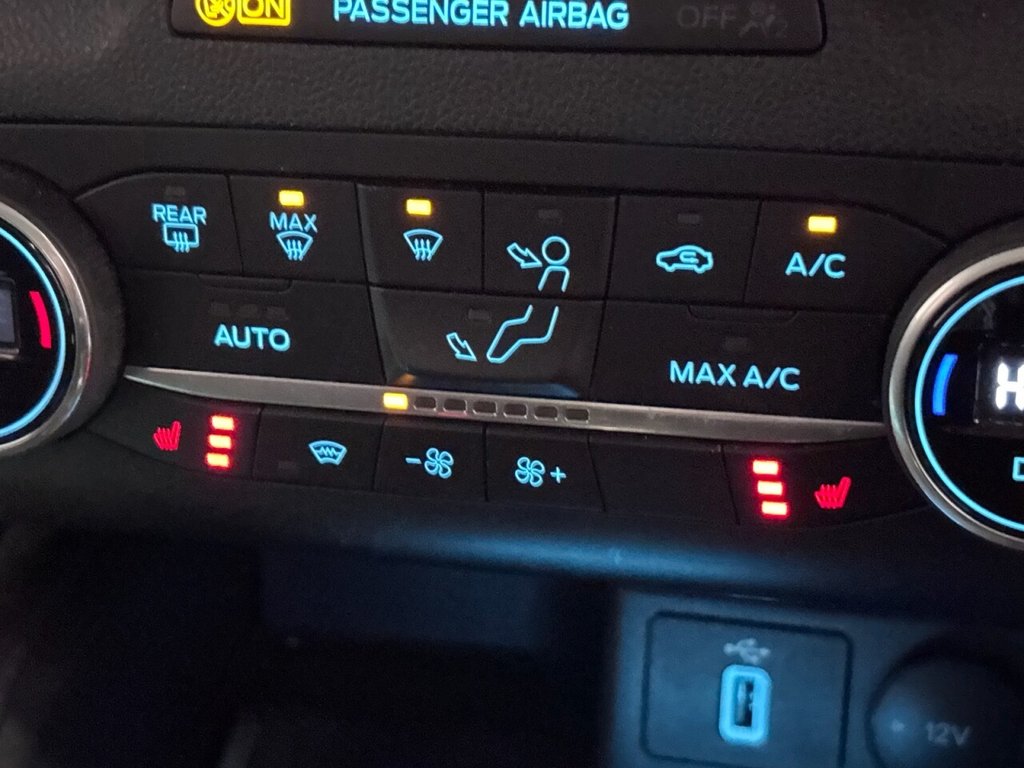 ON PASSENGER AIRBAG OFF
REAR
MAX
A/C
AUTO
MAX A/C
- +
H
12V